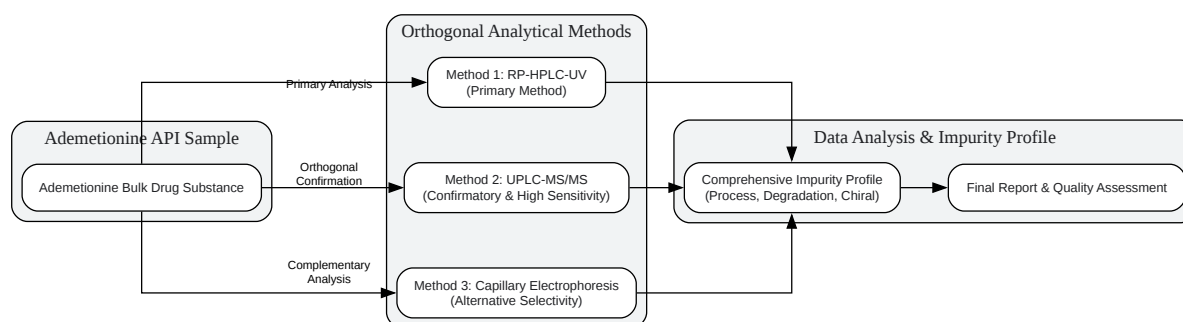 Orthogonal Analytical Methods
Primary Analysis
Method 1: RP-HPLC-UV
(Primary Method)
Ademetionine API Sample
Ademetionine Bulk Drug Substance
Orthogonal
Confirmation
Method 2: UPLC-MS/MS
(Confirmatory & High Sensitivity)
Data Analysis & Impurity Profile
Comprehensive Impurity Profile
(Process, Degradation, Chiral)
Final Report & Quality Assessment
Complementary
Analysis
Method 3: Capillary Electrophoresis
(Alternative Selectivity)